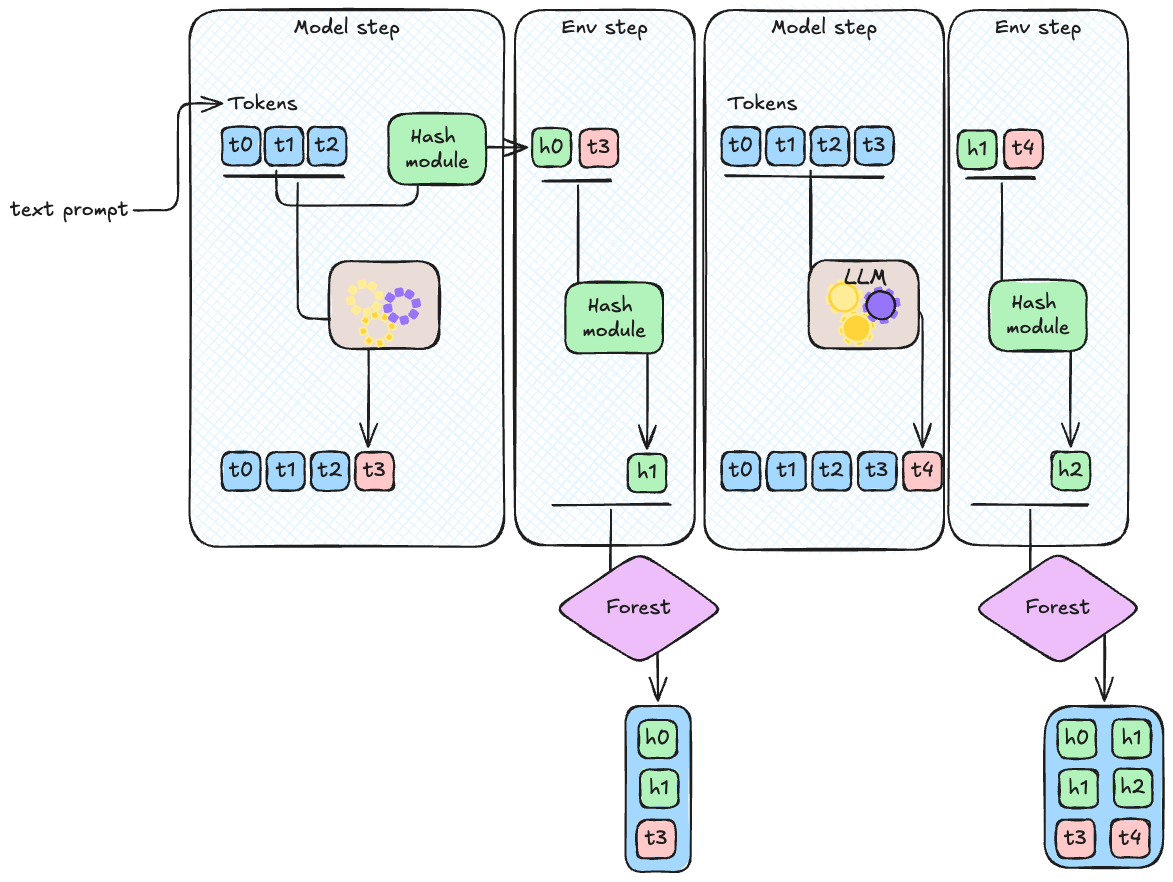 Model step
Env step
Model step
Env step
Tokens
t0 t1 t2
Hash
module
h0 t3
Tokens
t0 t1 t2 t3
h1 t4
text prompt
LLM
Hash
module
Hash
module
t0 t1 t2 t3
h1
t0 t1 t2 t3 t4
h2
Forest
Forest
h0
h1
t3
h0 h1
h1 h2
t3 t4